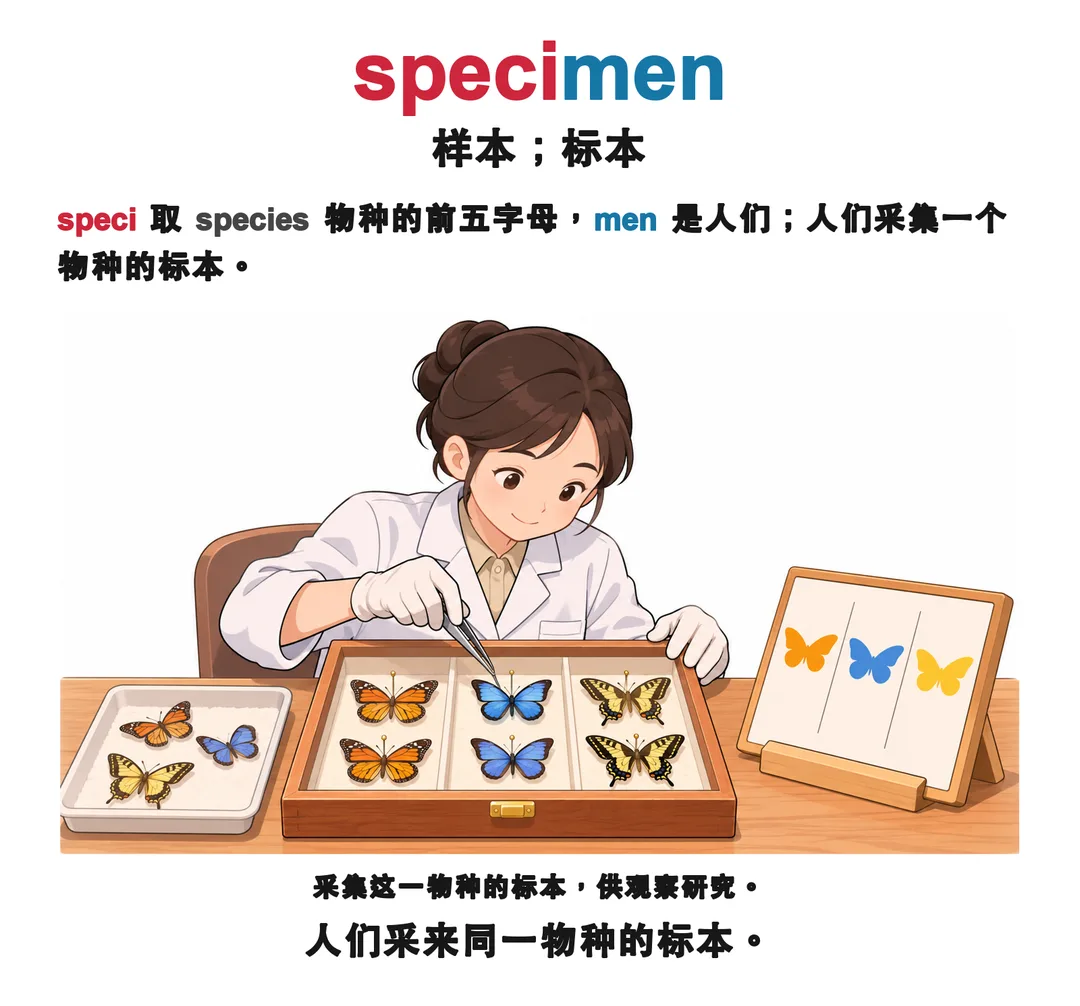 specimen
样本；标本
speci 取 species 物种的前五字母，men 是人们；人们采集一个
物种的标本。
采集这一物种的标本，供观察研究。
人们采来同一物种的标本。